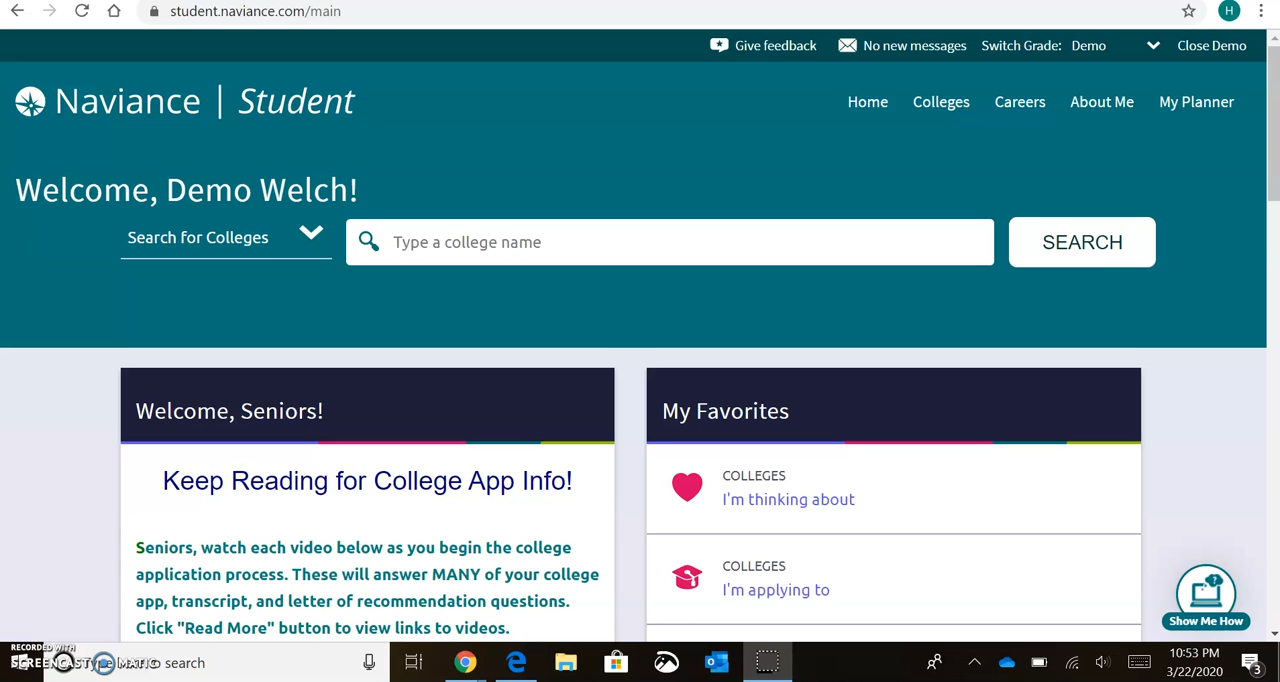 student.naviance.com/main
H
Give feedback
No new messages
Switch Grade: Demo
Close Demo
Naviance | Student
Home
Colleges
Careers
About Me
My Planner
Welcome, Demo Welch!
Search for Colleges
Type a college name
SEARCH
Welcome, Seniors!
Keep Reading for College App Info!
Seniors, watch each video below as you begin the college
application process. These will answer MANY of your college
app, transcript, and letter of recommendation questions.
Click "Read More" button to view links to videos.
My Favorites
COLLEGES
I'm thinking about
COLLEGES
I'm applying to
?
Show Me How
RECORDED WITH
SCREENCAST MATIC
Type here to search
10:53 PM
3/22/2020
3